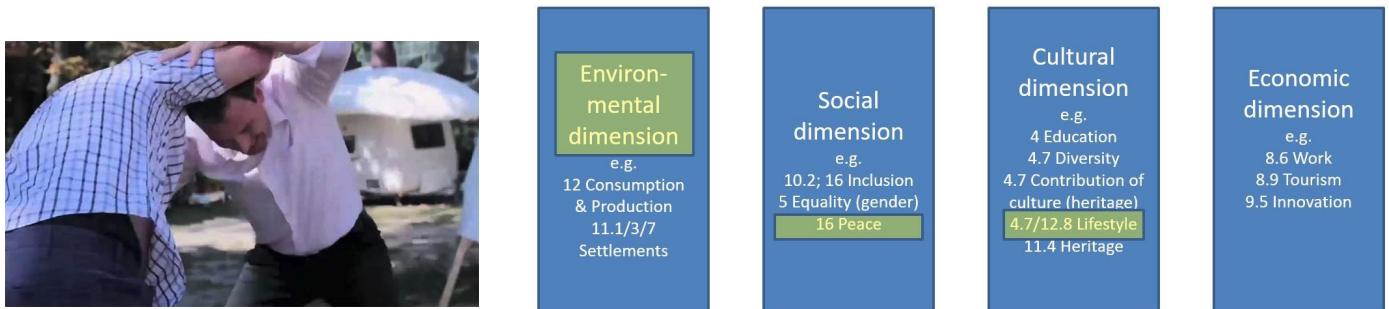 Environ-
mental
dimension
e.g.
12 Consumption
& Production
11.1/3/7
Settlements
Social
dimension
e.g.
10.2; 16 Inclusion
5 Equality (gender)
16 Peace
Cultural
dimension
e.g.
4 Education
4.7 Diversity
4.7 Contribution of
culture (heritage)
4.7/12.8 Lifestyle
11.4 Heritage
Economic
dimension
e.g.
8.6 Work
8.9 Tourism
9.5 Innovation